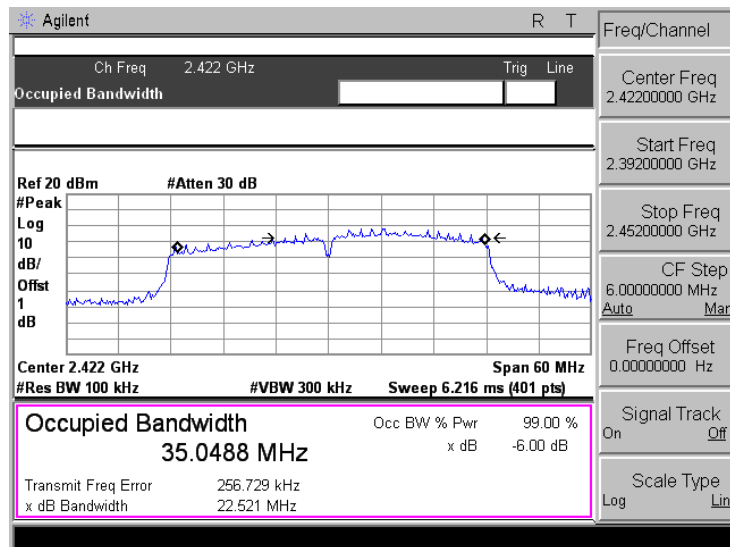 Agilent R T
Ch Freq 2.422 GHz Trig Line
Occupied Bandwidth
Ref 20 dBm #Atten 30 dB
#Peak
Log
10
dB/
Offst
1
dB
Center 2.422 GHz Span 60 MHz
#Res BW 100 kHz #VBW 300 kHz Sweep 6.216 ms (401 pts)
Occupied Bandwidth
35.0488 MHz
Occ BW % Pwr 99.00 %
x dB -6.00 dB
Transmit Freq Error 256.729 kHz
x dB Bandwidth 22.521 MHz
Freq/Channel
Center Freq
2.42200000 GHz
Start Freq
2.39200000 GHz
Stop Freq
2.45200000 GHz
CF Step
6.00000000 MHz
Auto Mar
Freq Offset
0.00000000 Hz
Signal Track
On Off
Scale Type
Log Lin